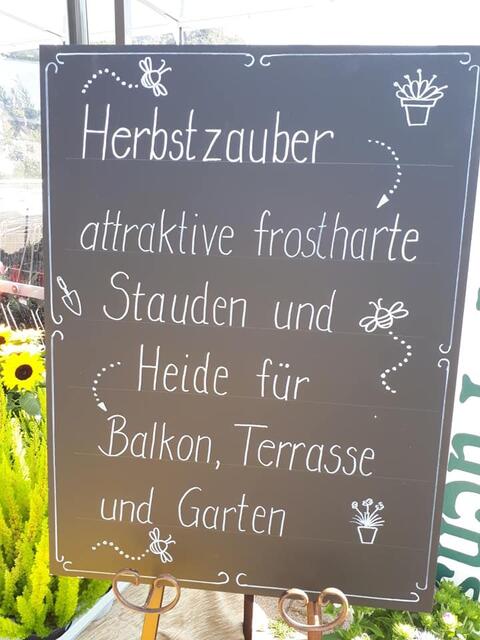 Herbstzauber
attraktive frostharte
Stauden und
Heide für
Balkon, Terrasse
und Garten